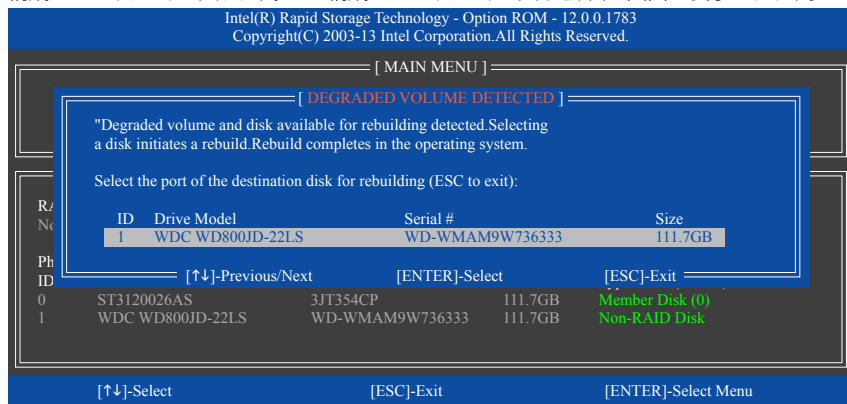 Intel(R) Rapid Storage Technology - Option ROM - 12.0.0.1783
Copyright(C) 2003-13 Intel Corporation.All Rights Reserved.
[ MAIN MENU ]
[ DEGRADED VOLUME DETECTED ]
"Degraded volume and disk available for rebuilding detected.Selecting
a disk initiates a rebuild.Rebuild completes in the operating system.
Select the port of the destination disk for rebuilding (ESC to exit):
ID Drive Model Serial # Size
1 WDC WD800JD-22LS WD-WMAM9W736333 111.7GB
[↑↓]-Previous/Next [ENTER]-Select [ESC]-Exit
ID
0 ST3120026AS 3JT354CP 111.7GB Member Disk (0)
1 WDC WD800JD-22LS WD-WMAM9W736333 111.7GB Non-RAID Disk
[↑↓]-Select [ESC]-Exit [ENTER]-Select Menu